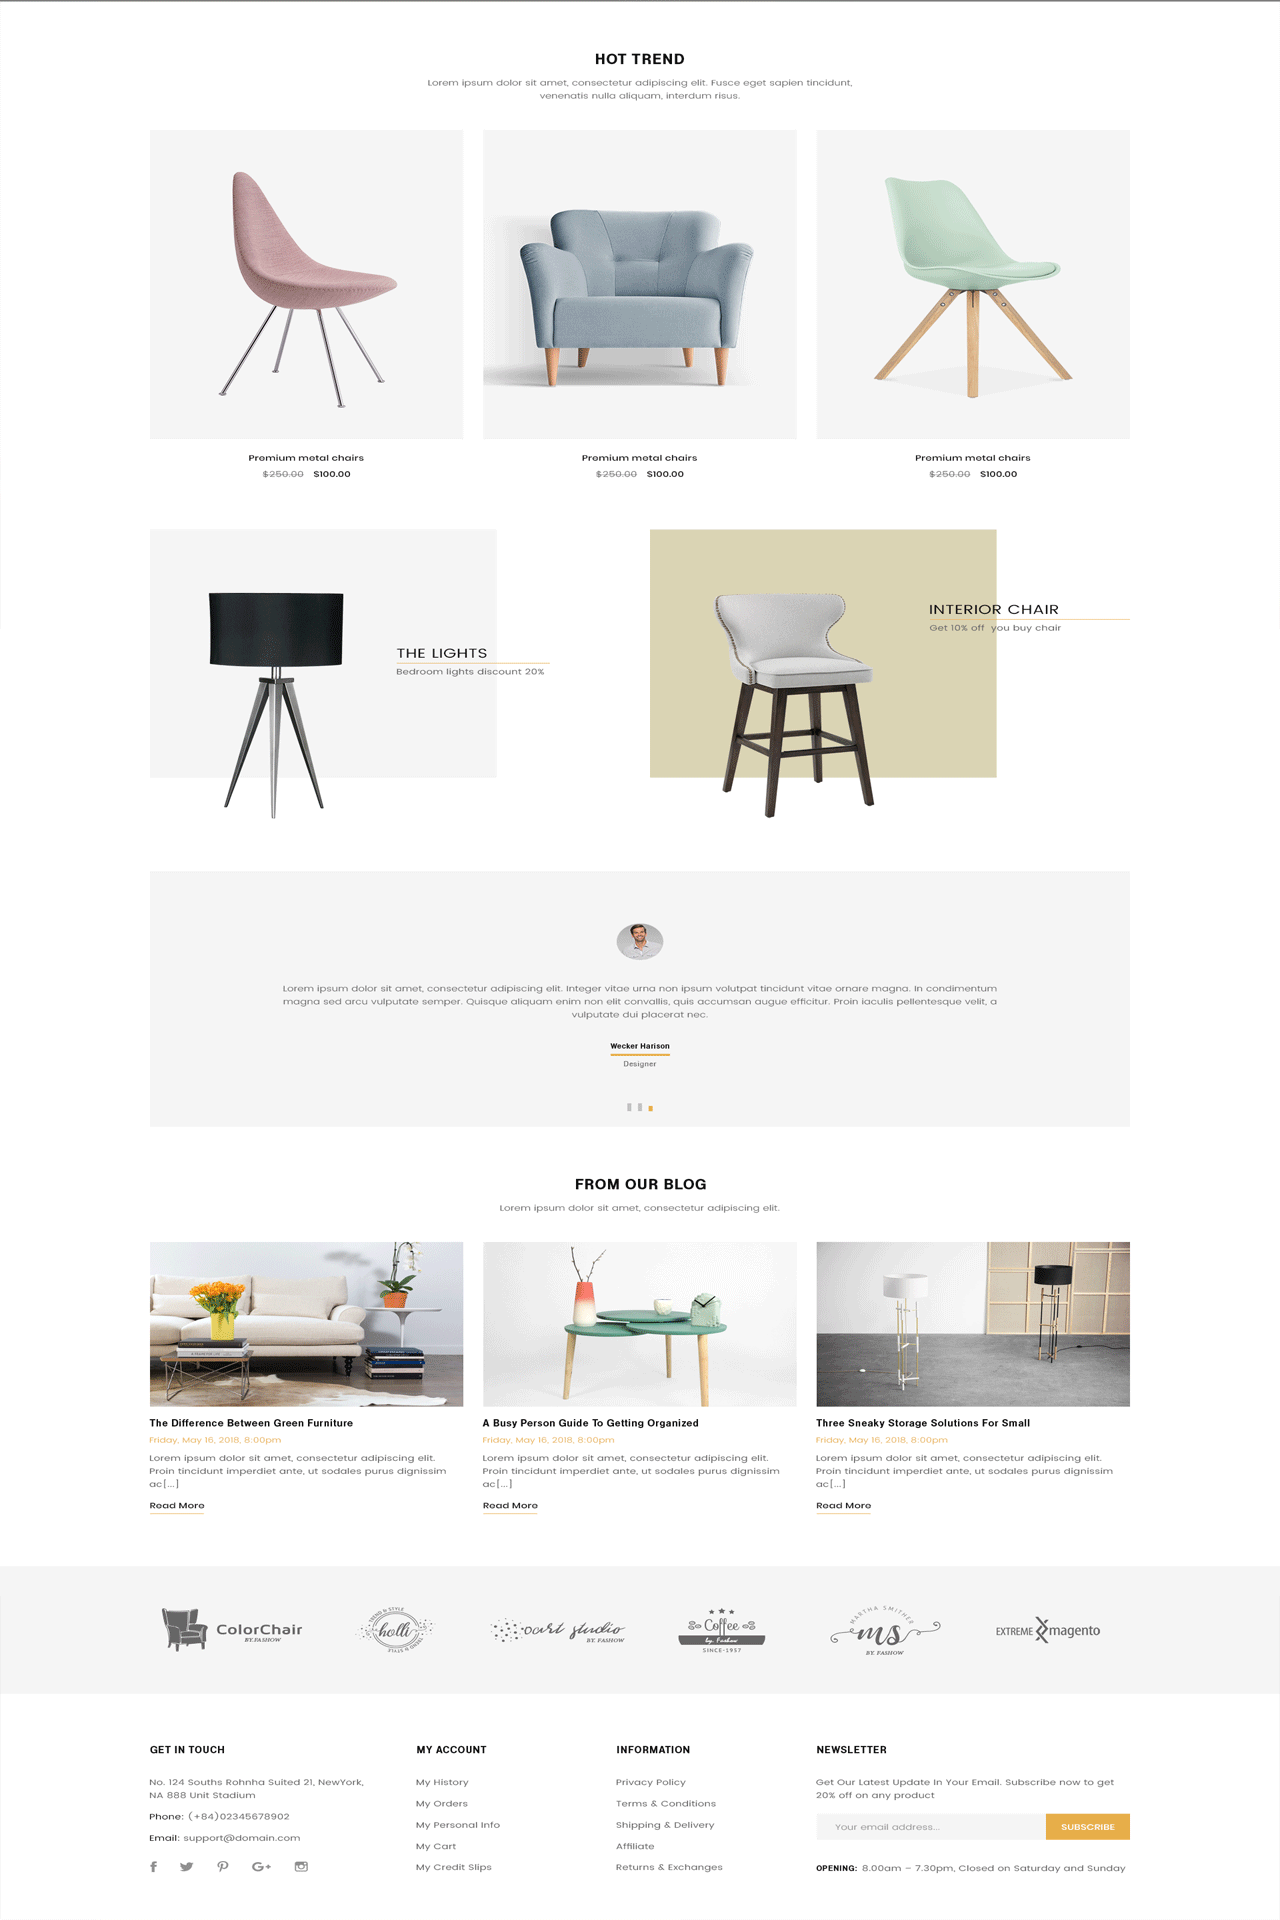 HOT TREND
Lorem ipsum dolor sit amet, consectetur adipiscing elit. Fusce eget sapien tincidunt,
venenatis nulla aliquam, interdum risus.
Premium metal chairs
$250.00 $100.00
Premium metal chairs
$250.00 $100.00
Premium metal chairs
$250.00 $100.00
THE LIGHTS
Bedroom lights discount 20%
INTERIOR CHAIR
Get 10% off you buy chair
Lorem ipsum dolor sit amet, consectetur adipiscing elit. Integer vitae urna non ipsum volutpat tincidunt vitae ornare magna. In condimentum
magna sed arcu vulputate semper. Quisque aliquam enim non elit convallis, quis accumsan augue efficitur. Proin iaculis pellentesque velit, a
vulputate dui placerat nec.
Wecker Harison
Designer
FROM OUR BLOG
Lorem ipsum dolor sit amet, consectetur adipiscing elit.
The Difference Between Green Furniture
Friday, May 16, 2018, 8:00pm
Lorem ipsum dolor sit amet, consectetur adipiscing elit.
Proin tincidunt imperdiet ante, ut sodales purus dignissim
ac[...]
Read More
A Busy Person Guide To Getting Organized
Friday, May 16, 2018, 8:00pm
Lorem ipsum dolor sit amet, consectetur adipiscing elit.
Proin tincidunt imperdiet ante, ut sodales purus dignissim
ac[...]
Read More
Three Sneaky Storage Solutions For Small
Friday, May 16, 2018, 8:00pm
Lorem ipsum dolor sit amet, consectetur adipiscing elit.
Proin tincidunt imperdiet ante, ut sodales purus dignissim
ac[...]
Read More
ColorChair
BY. FASHOW
TREND & STYLE
holli
TREND & STYLE
oart studio
BY. FASHOW
Coffee
by. Fashow
SINCE-1957
MARTHA SMITHER
ms
BY. FASHOW
EXTREME magento
GET IN TOUCH
No. 124 Souths Rohnha Suited 21, NewYork,
NA 888 Unit Stadium
Phone: (+84)02345678902
Email: support@domain.com
G+
MY ACCOUNT
My History
My Orders
My Personal Info
My Cart
My Credit Slips
INFORMATION
Privacy Policy
Terms & Conditions
Shipping & Delivery
Affiliate
Returns & Exchanges
NEWSLETTER
Get Our Latest Update In Your Email. Subscribe now to get
20% off on any product
Your email address... SUBSCRIBE
OPENING: 8.00am – 7.30pm, Closed on Saturday and Sunday